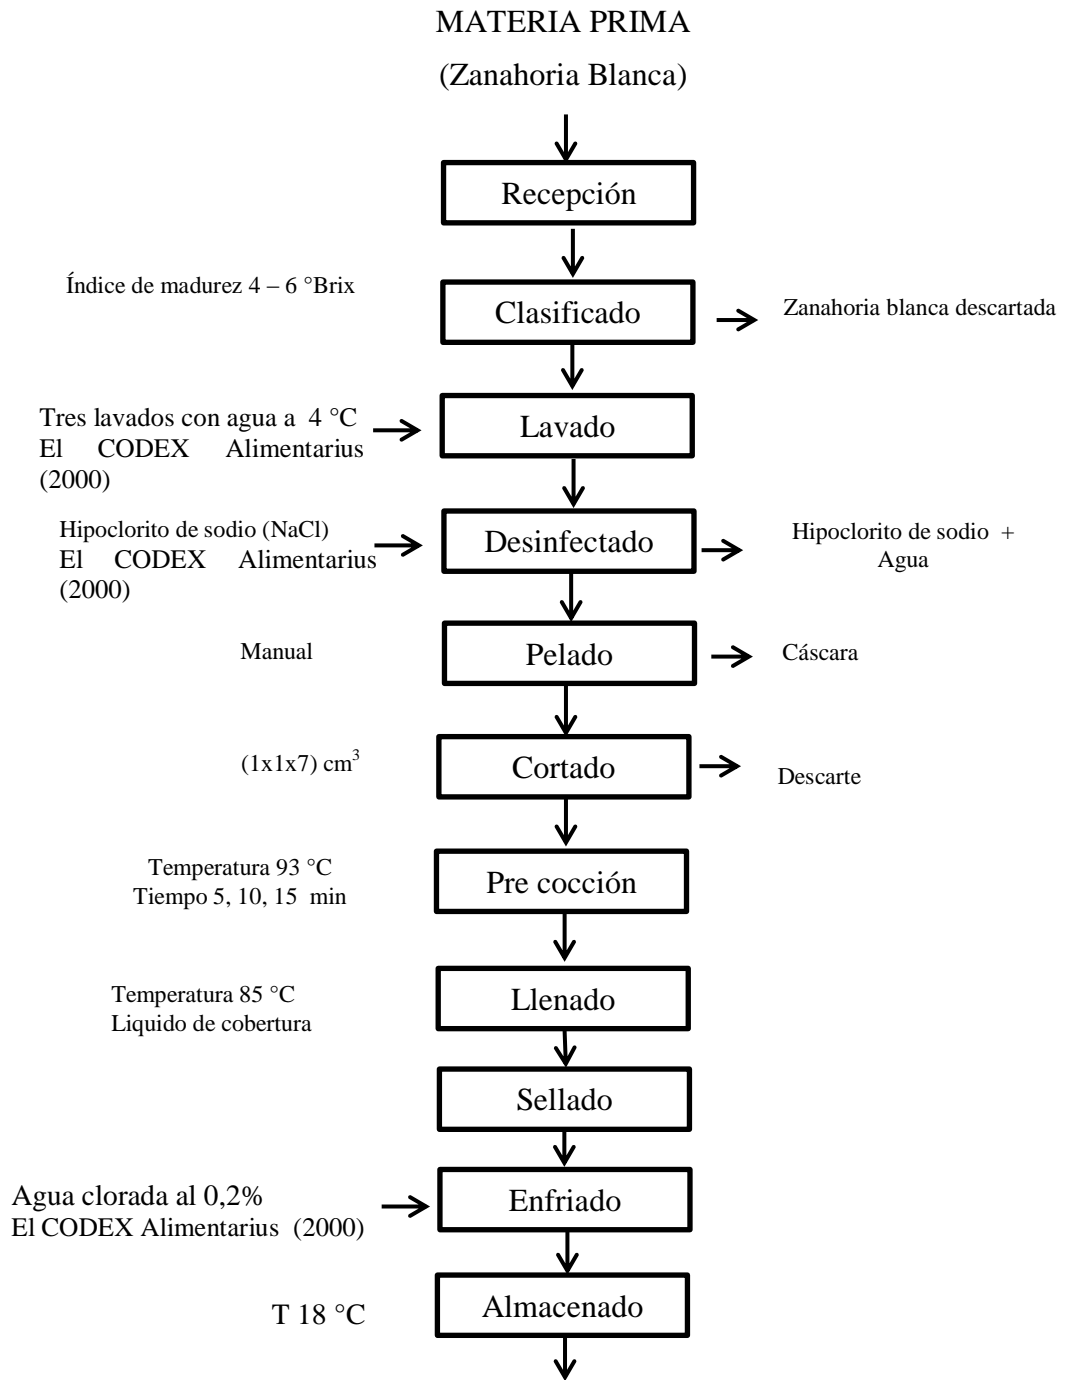 MATERIA PRIMA
(Zanahoria Blanca)
Recepción
Índice de madurez 4 – 6 °Brix
Clasificado
Zanahoria blanca descartada
Tres lavados con agua a 4 °C
El CODEX Alimentarius
(2000)
Lavado
Hipoclorito de sodio (NaCl)
El CODEX Alimentarius
(2000)
Desinfectado
Hipoclorito de sodio +
Agua
Manual
Pelado
Cáscara
(1x1x7) cm³
Cortado
Descarte
Temperatura 93 °C
Tiempo 5, 10, 15 min
Pre cocción
Temperatura 85 °C
Liquido de cobertura
Llenado
Sellado
Agua clorada al 0,2%
El CODEX Alimentarius (2000)
Enfriado
T 18 °C
Almacenado